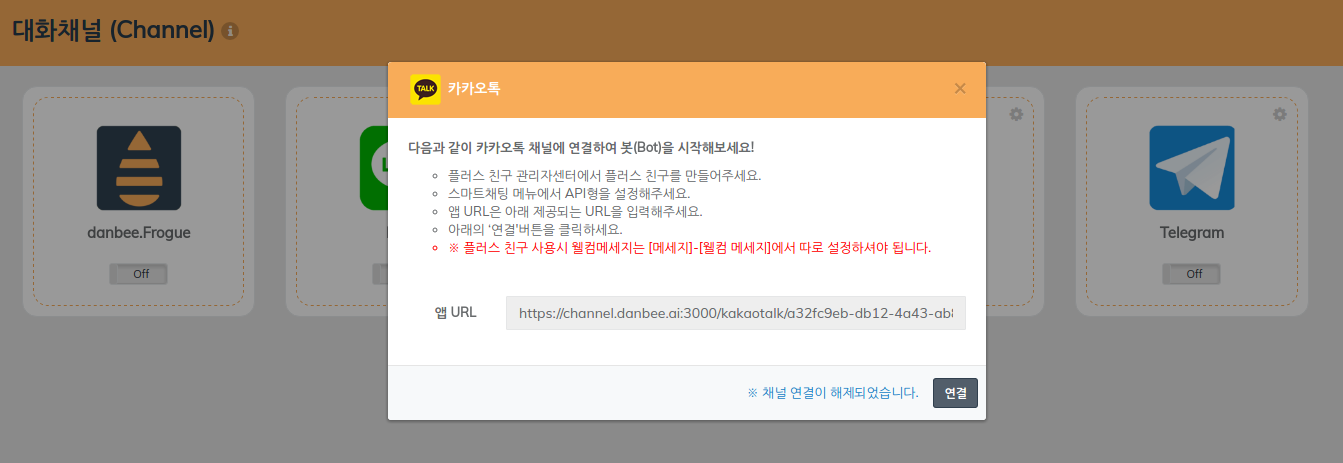 대화채널 (Channel)
TALK 카카오톡
다음과 같이 카카오톡 채널에 연결하여 봇(Bot)을 시작해보세요!
플러스 친구 관리자센터에서 플러스 친구를 만들어주세요.
스마트채팅 메뉴에서 API형을 설정해주세요.
앱 URL은 아래 제공되는 URL을 입력해주세요.
아래의 '연결'버튼을 클릭하세요.
※ 플러스 친구 사용시 웰컴메세지는 [메세지]-[웰컴 메세지]에서 따로 설정하셔야 됩니다.
앱 URL https://channel.danbee.ai:3000/kakaotalk/a32fc9eb-db12-4a43-ab8
※ 채널 연결이 해제되었습니다. 연결
danbee.Frogue
Off
Telegram
Off